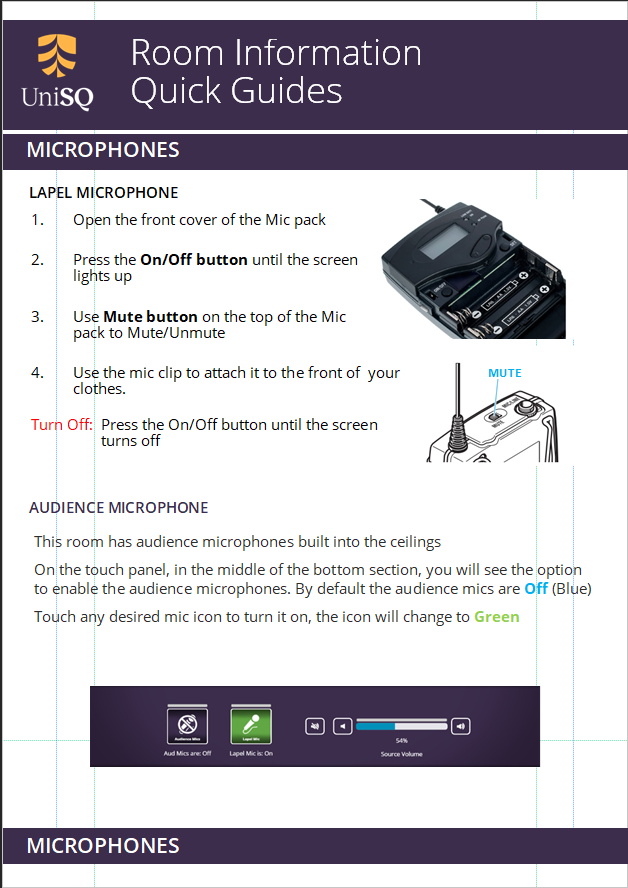 UniSQ
Room Information
Quick Guides
MICROPHONES
LAPEL MICROPHONE
1. Open the front cover of the Mic pack
2. Press the On/Off button until the screen
lights up
3. Use Mute button on the top of the Mic
pack to Mute/Unmute
4. Use the mic clip to attach it to the front of your
clothes.
Turn Off: Press the On/Off button until the screen
turns off
ON/OFF
MUTE
MUTE
AUDIENCE MICROPHONE
This room has audience microphones built into the ceilings
On the touch panel, in the middle of the bottom section, you will see the option
to enable the audience microphones. By default the audience mics are Off (Blue)
Touch any desired mic icon to turn it on, the icon will change to Green
Audience Mics
Lapel Mic
Aud Mics are: Off
Lapel Mic is: On
54%
Source Volume
MICROPHONES